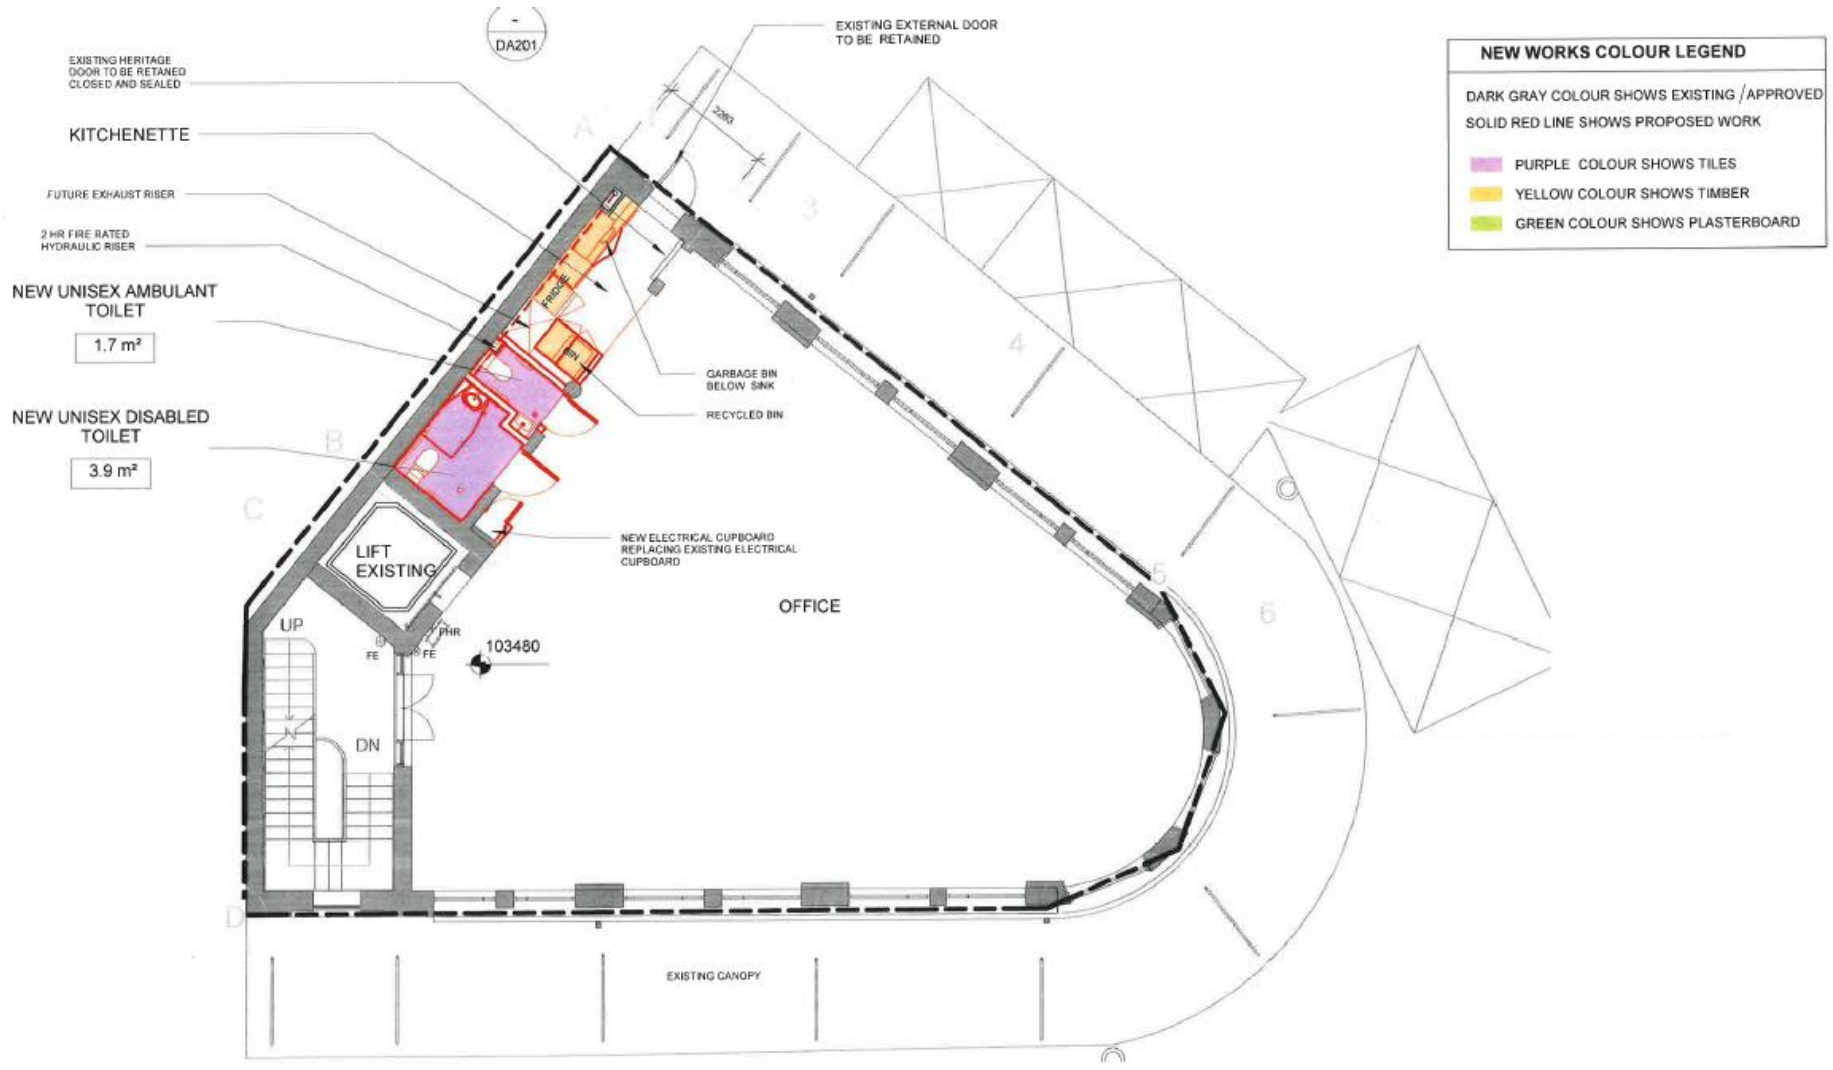 -
DA201
EXISTING EXTERNAL DOOR
TO BE RETAINED
EXISTING HERITAGE
DOOR TO BE RETANED
CLOSED AND SEALED
KITCHENETTE
FUTURE EXHAUST RISER
2 HR FIRE RATED
HYDRAULIC RISER
NEW UNISEX AMBULANT
TOILET
1.7 m²
NEW UNISEX DISABLED
TOILET
3.9 m²
NEW WORKS COLOUR LEGEND
DARK GRAY COLOUR SHOWS EXISTING / APPROVED
SOLID RED LINE SHOWS PROPOSED WORK
PURPLE COLOUR SHOWS TILES
YELLOW COLOUR SHOWS TIMBER
GREEN COLOUR SHOWS PLASTERBOARD
2263
A
3
4
5
6
B
C
D
FRIDGE
BIN
GARBAGE BIN
BELOW SINK
RECYCLED BIN
NEW ELECTRICAL CUPBOARD
REPLACING EXISTING ELECTRICAL
CUPBOARD
LIFT
EXISTING
OFFICE
UP
FHR
FE
FE
103480
DN
EXISTING CANOPY